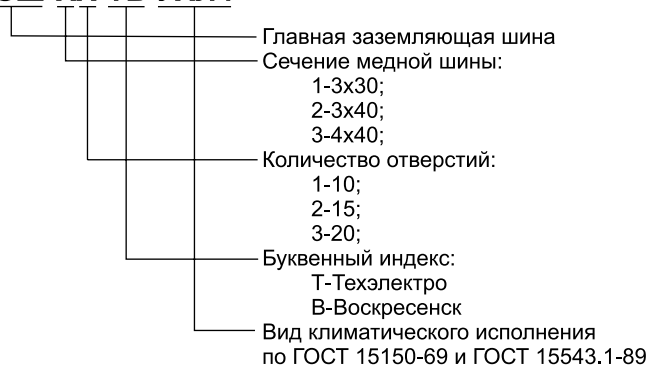 Главная заземляющая шина
Сечение медной шины:
1-3х30;
2-3х40;
3-4х40;
Количество отверстий:
1-10;
2-15;
3-20;
Буквенный индекс:
Т-Техэлектро
В-Воскресенск
Вид климатического исполнения
по ГОСТ 15150-69 и ГОСТ 15543.1-89